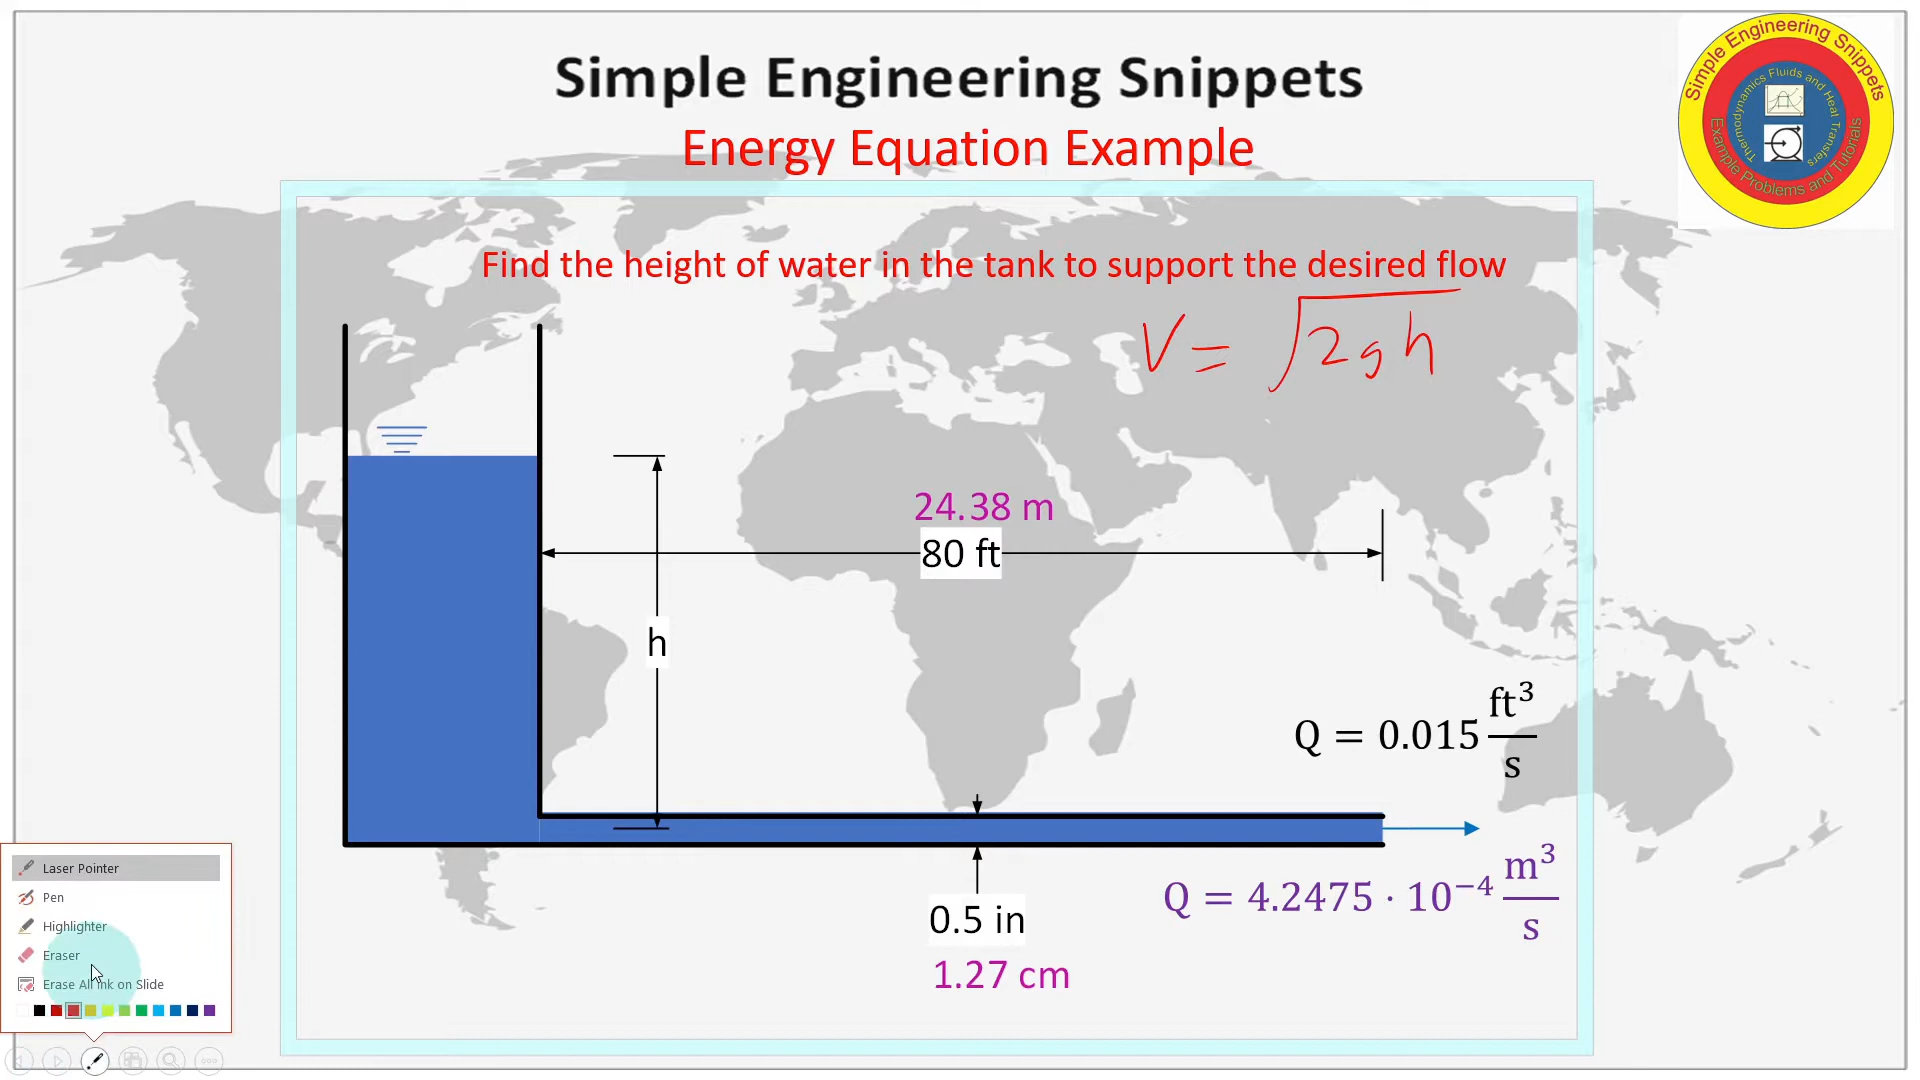 Simple Engineering Snippets
Energy Equation Example
Simple Engineering Snippets
Thermodynamics Fluids and Heat Transfers
Example Problems and Tutorials
Find the height of water in the tank to support the desired flow
V = √2gh
24.38 m
80 ft
h
Q = 0.015 ft³/s
Q = 4.2475 · 10⁻⁴ m³/s
0.5 in
1.27 cm
Laser Pointer
Pen
Highlighter
Eraser
Erase All Ink on Slide